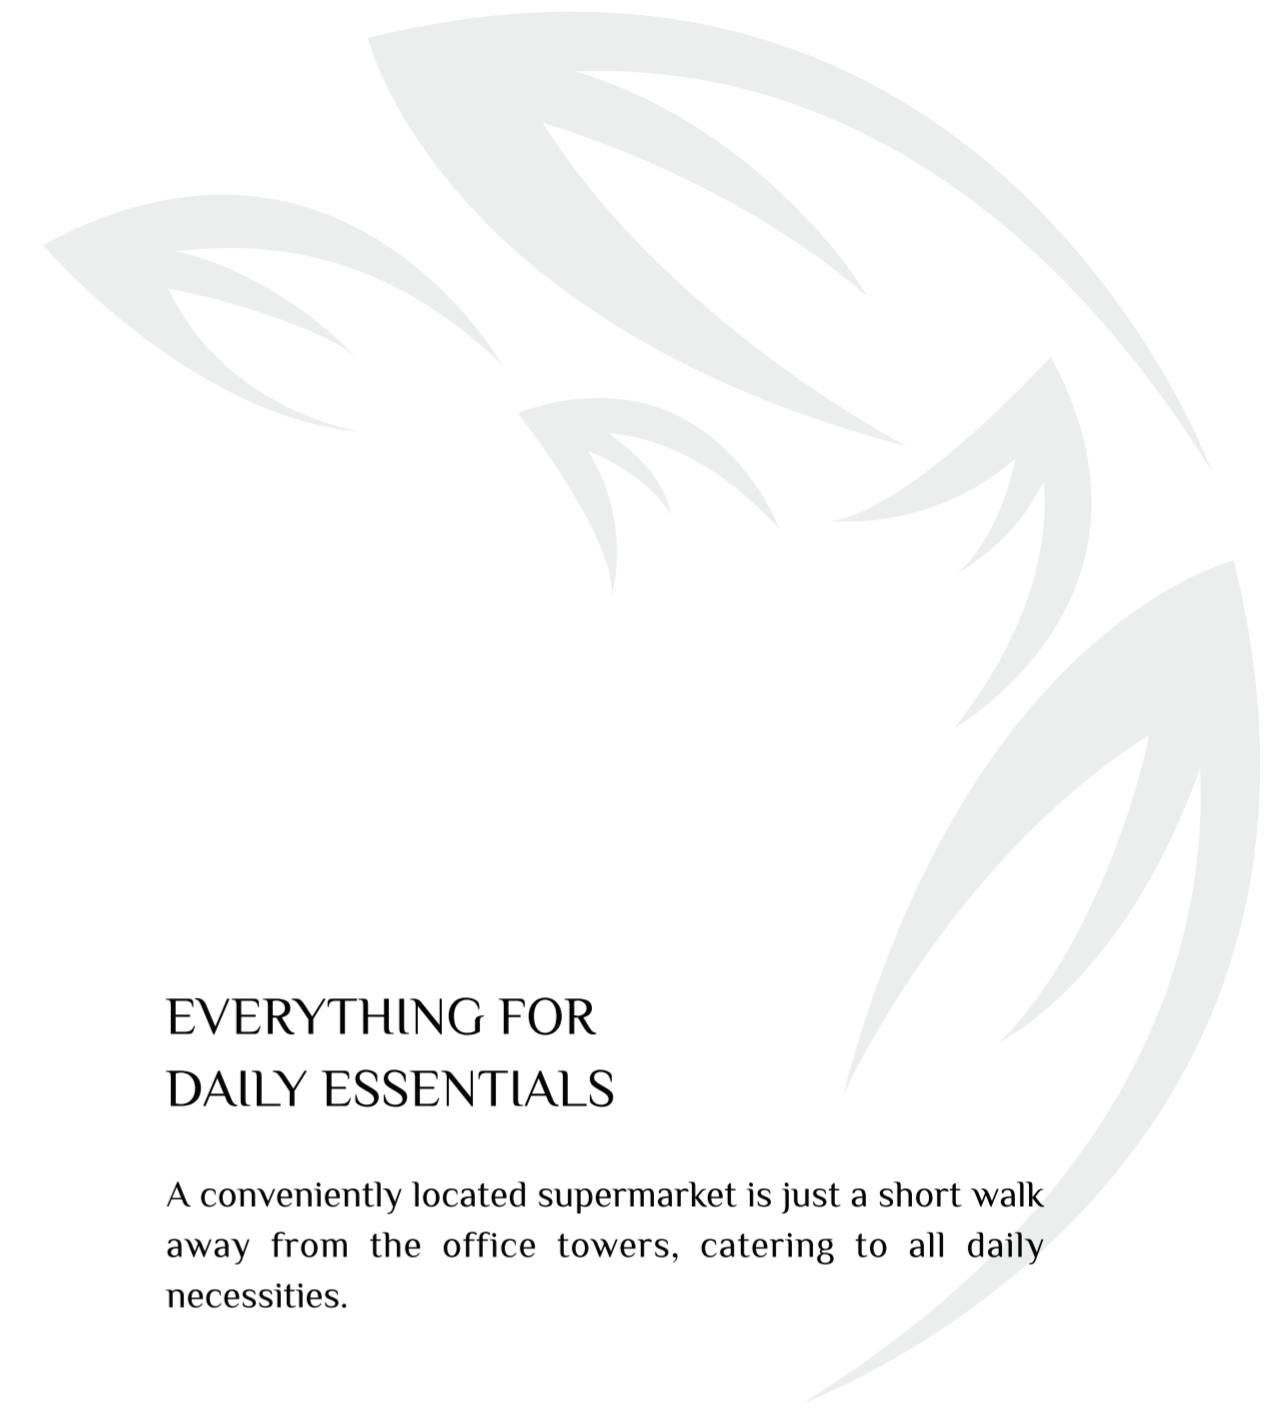 EVERYTHING FOR
DAILY ESSENTIALS
A conveniently located supermarket is just a short walk
away from the office towers, catering to all daily
necessities.